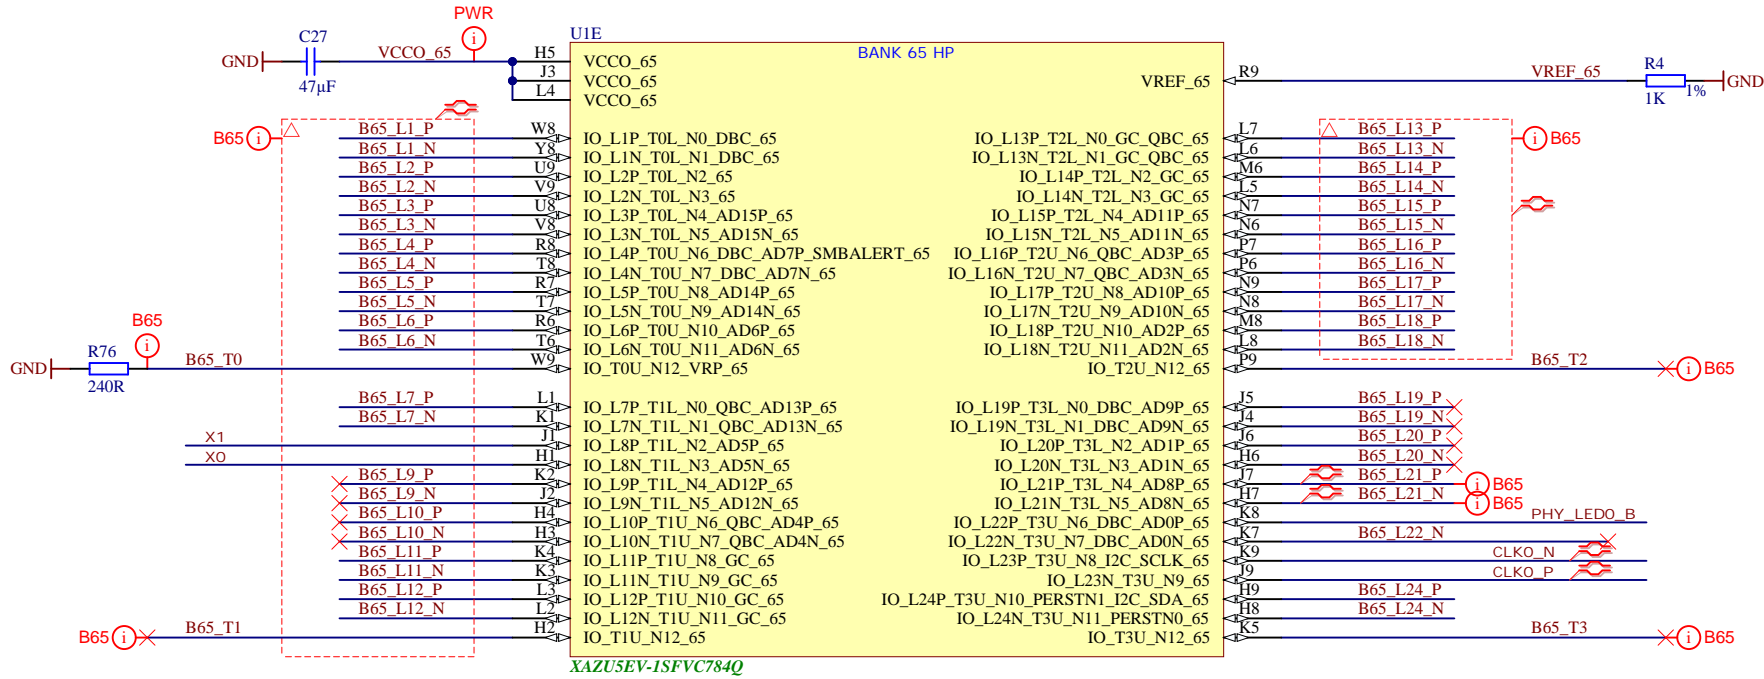 PWR
U1E
C27
GND
VCCO_65
47µF
BANK 65 HP
H5 VCCO_65
J3 VCCO_65
L4 VCCO_65
VREF_65 R9 VREF_65 R4 GND
1K 1%
B65
B65_L1_P W8 IO_L1P_T0L_N0_DBC_65
B65_L1_N Y8 IO_L1N_T0L_N1_DBC_65
B65_L2_P U9 IO_L2P_T0L_N2_65
B65_L2_N V9 IO_L2N_T0L_N3_65
B65_L3_P U8 IO_L3P_T0L_N4_AD15P_65
B65_L3_N V8 IO_L3N_T0L_N5_AD15N_65
B65_L4_P R8 IO_L4P_T0U_N6_DBC_AD7P_SMBALERT_65
B65_L4_N T8 IO_L4N_T0U_N7_DBC_AD7N_65
B65_L5_P R7 IO_L5P_T0U_N8_AD14P_65
B65_L5_N T7 IO_L5N_T0U_N9_AD14N_65
B65_L6_P R6 IO_L6P_T0U_N10_AD6P_65
B65_L6_N T6 IO_L6N_T0U_N11_AD6N_65
B65
R76
GND
240R
B65_T0 W9 IO_T0U_N12_VRP_65
B65_L7_P L1 IO_L7P_T1L_N0_QBC_AD13P_65
B65_L7_N K1 IO_L7N_T1L_N1_QBC_AD13N_65
X1 J1 IO_L8P_T1L_N2_AD5P_65
X0 H1 IO_L8N_T1L_N3_AD5N_65
B65_L9_P K2 IO_L9P_T1L_N4_AD12P_65
B65_L9_N J2 IO_L9N_T1L_N5_AD12N_65
B65_L10_P H4 IO_L10P_T1U_N6_QBC_AD4P_65
B65_L10_N H3 IO_L10N_T1U_N7_QBC_AD4N_65
B65_L11_P K4 IO_L11P_T1U_N8_GC_65
B65_L11_N K3 IO_L11N_T1U_N9_GC_65
B65_L12_P L3 IO_L12P_T1U_N10_GC_65
B65_L12_N L2 IO_L12N_T1U_N11_GC_65
B65 B65_T1 H2 IO_T1U_N12_65
IO_L13P_T2L_N0_GC_QBC_65 L7 B65_L13_P B65
IO_L13N_T2L_N1_GC_QBC_65 L6 B65_L13_N
IO_L14P_T2L_N2_GC_65 M6 B65_L14_P
IO_L14N_T2L_N3_GC_65 L5 B65_L14_N
IO_L15P_T2L_N4_AD11P_65 N7 B65_L15_P
IO_L15N_T2L_N5_AD11N_65 N6 B65_L15_N
IO_L16P_T2U_N6_QBC_AD3P_65 P7 B65_L16_P
IO_L16N_T2U_N7_QBC_AD3N_65 P6 B65_L16_N
IO_L17P_T2U_N8_AD10P_65 N9 B65_L17_P
IO_L17N_T2U_N9_AD10N_65 N8 B65_L17_N
IO_L18P_T2U_N10_AD2P_65 M8 B65_L18_P
IO_L18N_T2U_N11_AD2N_65 L8 B65_L18_N
IO_T2U_N12_65 P9 B65_T2 B65
IO_L19P_T3L_N0_DBC_AD9P_65 J5 B65_L19_P
IO_L19N_T3L_N1_DBC_AD9N_65 J4 B65_L19_N
IO_L20P_T3L_N2_AD1P_65 J6 B65_L20_P
IO_L20N_T3L_N3_AD1N_65 H6 B65_L20_N
IO_L21P_T3L_N4_AD8P_65 J7 B65_L21_P B65
IO_L21N_T3L_N5_AD8N_65 H7 B65_L21_N B65
IO_L22P_T3U_N6_DBC_AD0P_65 K8 PHY_LED0_B
IO_L22N_T3U_N7_DBC_AD0N_65 K7 B65_L22_N
IO_L23P_T3U_N8_I2C_SCLK_65 K9 CLK0_N
IO_L23N_T3U_N9_65 J9 CLK0_P
IO_L24P_T3U_N10_PERSTN1_I2C_SDA_65 H9 B65_L24_P
IO_L24N_T3U_N11_PERSTN0_65 H8 B65_L24_N
IO_T3U_N12_65 K5 B65_T3 B65
XAZU5EV-1SFVC784Q